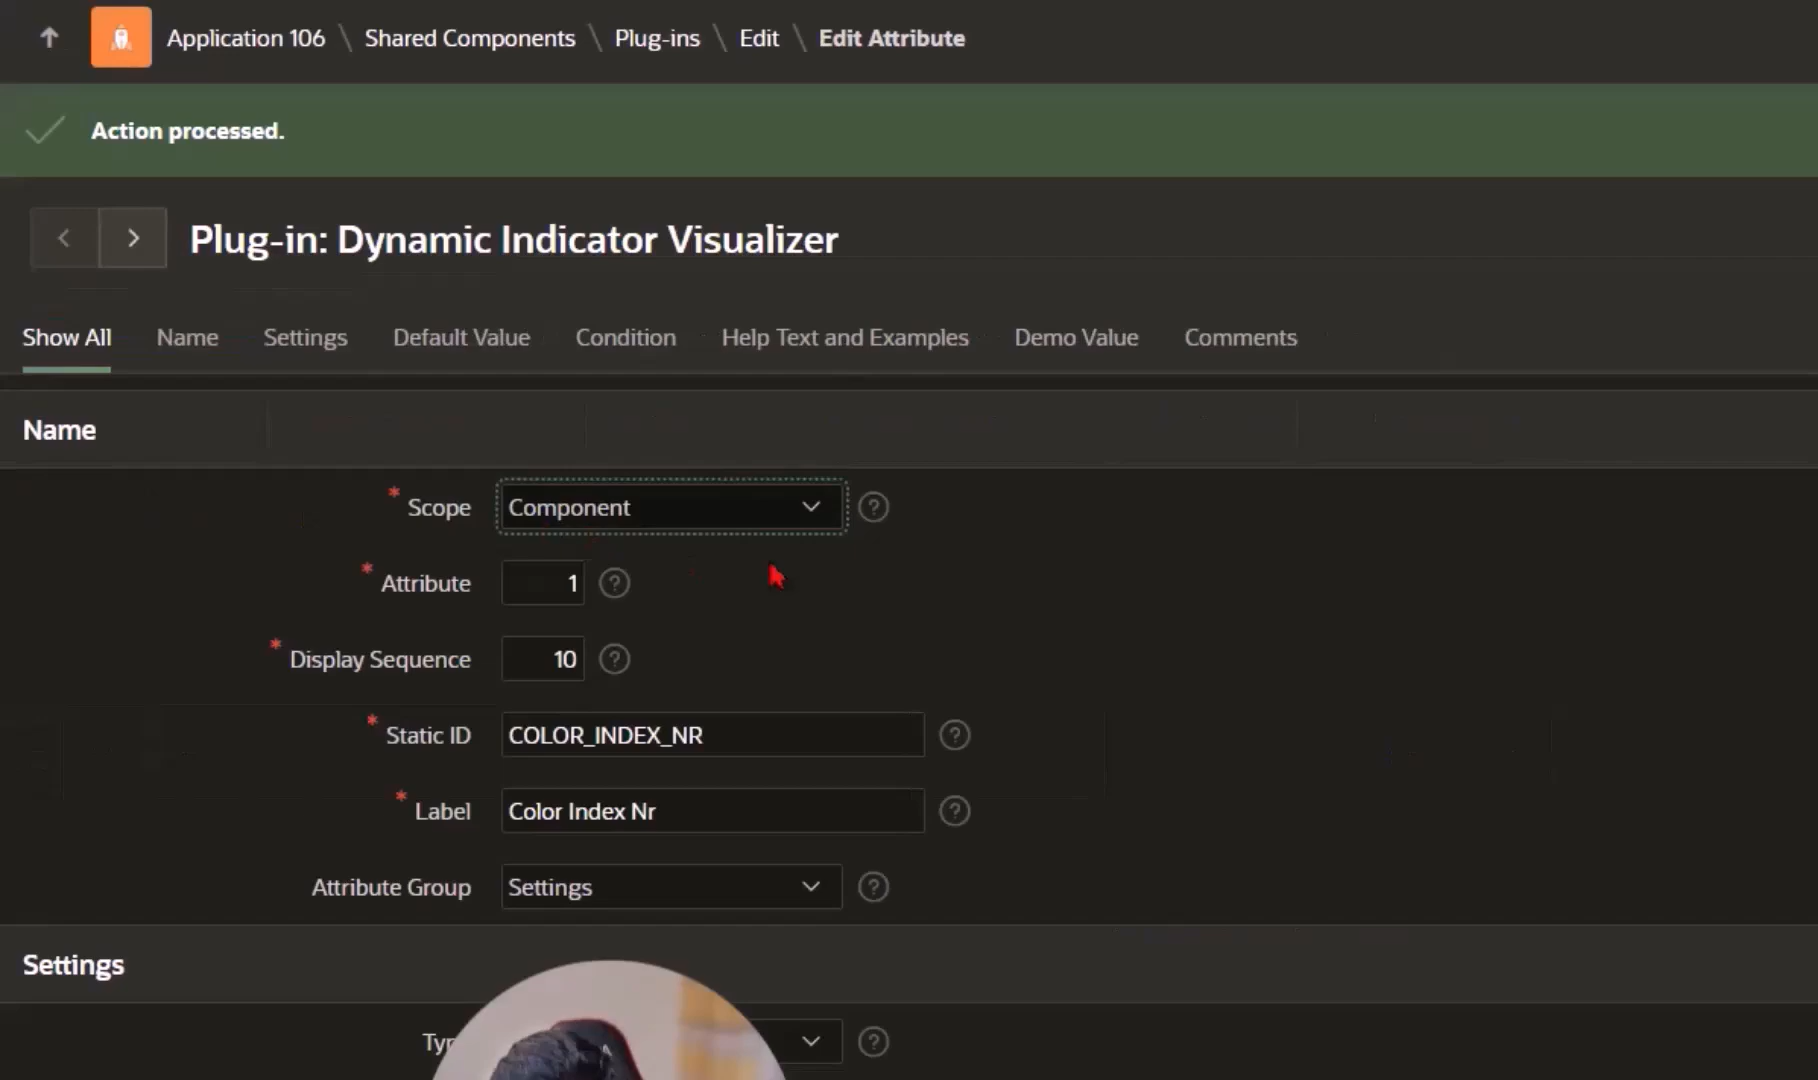 Application 106 \ Shared Components \ Plug-ins \ Edit \ Edit Attribute
Action processed.
Plug-in: Dynamic Indicator Visualizer
Show All Name Settings Default Value Condition Help Text and Examples Demo Value Comments
Name
* Scope Component ?
* Attribute 1 ?
* Display Sequence 10 ?
* Static ID COLOR_INDEX_NR ?
* Label Color Index Nr ?
Attribute Group Settings ?
Settings
?